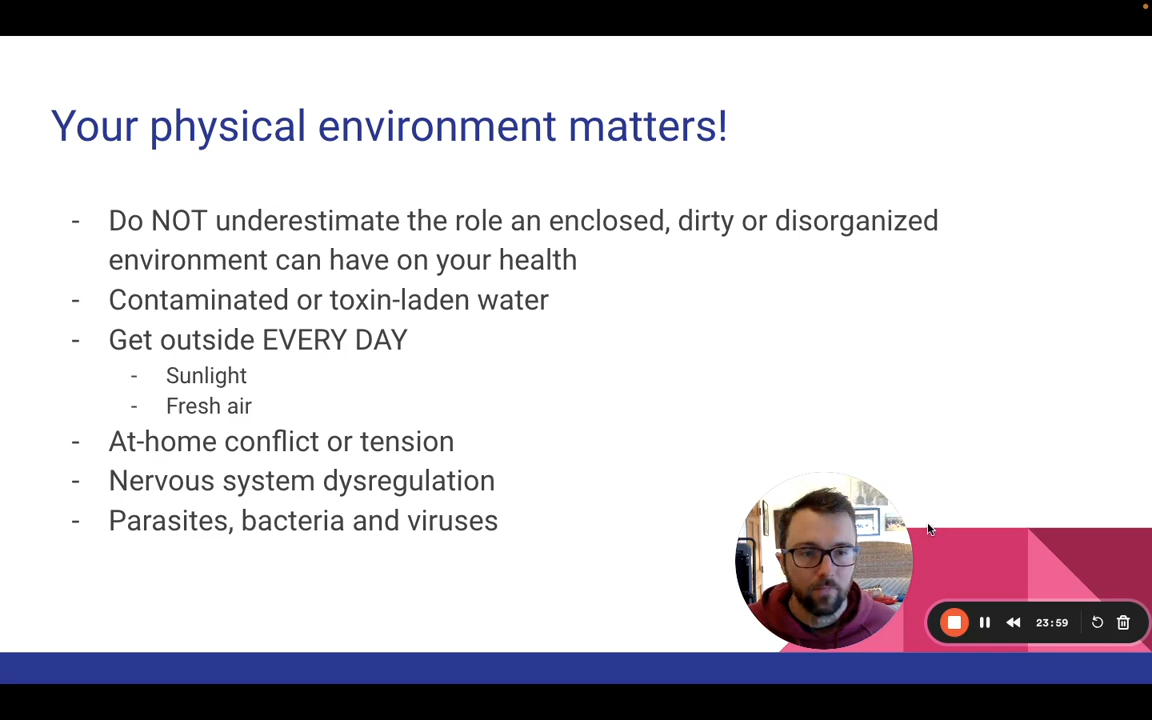 Your physical environment matters!
- Do NOT underestimate the role an enclosed, dirty or disorganized
environment can have on your health
- Contaminated or toxin-laden water
- Get outside EVERY DAY
- Sunlight
- Fresh air
- At-home conflict or tension
- Nervous system dysregulation
- Parasites, bacteria and viruses
23:59